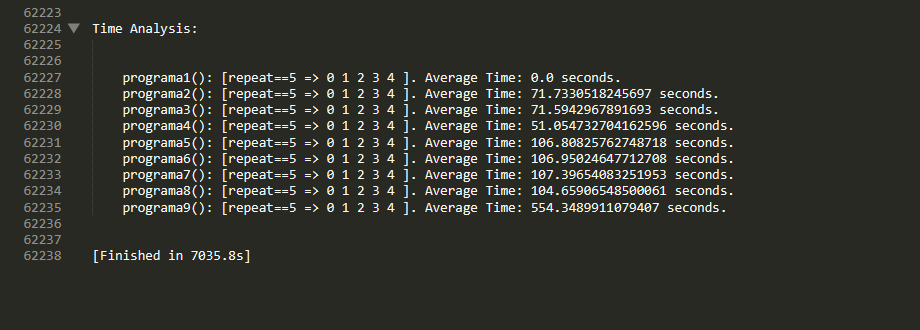 62223
62224 Time Analysis:
62225
62226
62227 programa1(): [repeat==5 => 0 1 2 3 4 ]. Average Time: 0.0 seconds.
62228 programa2(): [repeat==5 => 0 1 2 3 4 ]. Average Time: 71.7330518245697 seconds.
62229 programa3(): [repeat==5 => 0 1 2 3 4 ]. Average Time: 71.5942967891693 seconds.
62230 programa4(): [repeat==5 => 0 1 2 3 4 ]. Average Time: 51.054732704162596 seconds.
62231 programa5(): [repeat==5 => 0 1 2 3 4 ]. Average Time: 106.80825762748718 seconds.
62232 programa6(): [repeat==5 => 0 1 2 3 4 ]. Average Time: 106.95024647712708 seconds.
62233 programa7(): [repeat==5 => 0 1 2 3 4 ]. Average Time: 107.39654083251953 seconds.
62234 programa8(): [repeat==5 => 0 1 2 3 4 ]. Average Time: 104.65906548500061 seconds.
62235 programa9(): [repeat==5 => 0 1 2 3 4 ]. Average Time: 554.3489911079407 seconds.
62236
62237
62238 [Finished in 7035.8s]